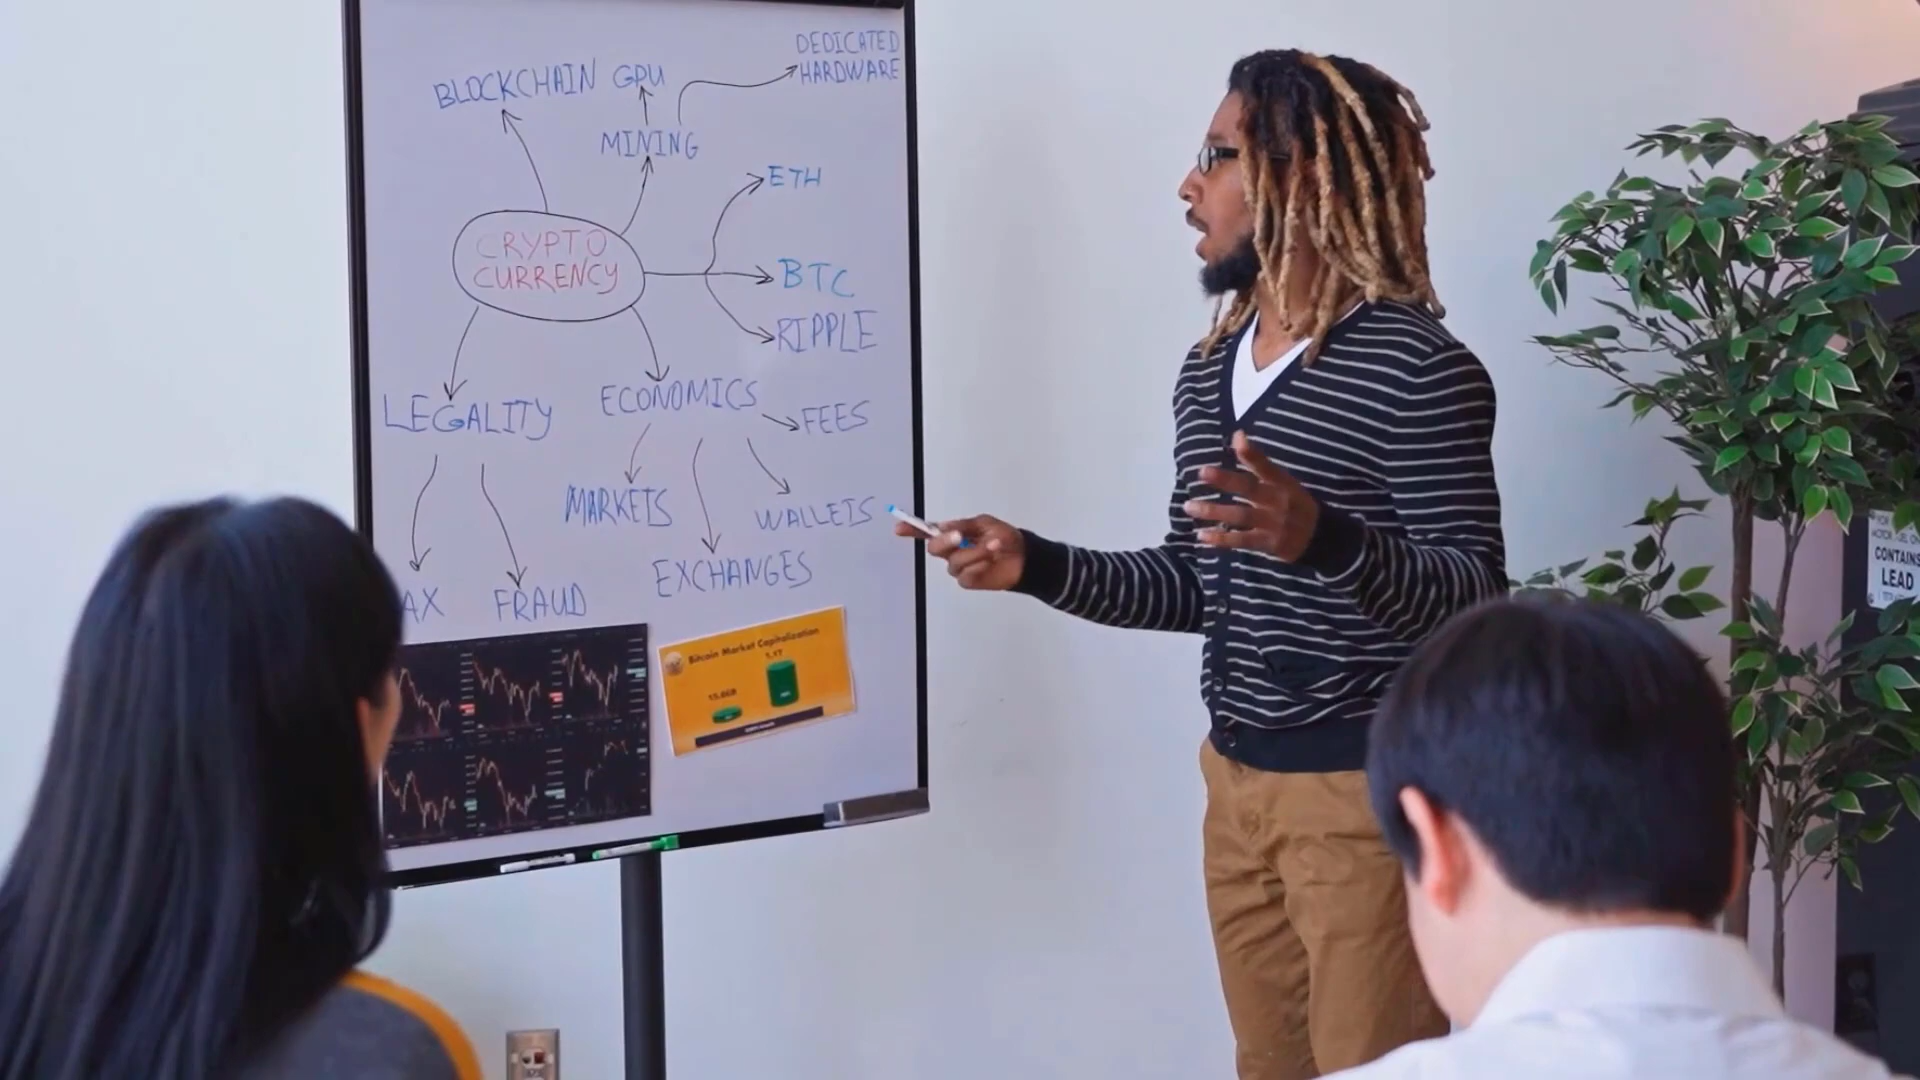 DEDICATED
HARDWARE
BLOCKCHAIN GPU
MINING
ETH
CRYPTO
CURRENCY
BTC
RIPPLE
LEGALITY
ECONOMICS
FEES
MARKETS
WALLETS
EXCHANGES
AX
FRAUD
Bitcoin Market Capitalization
CONTAINS
LEAD